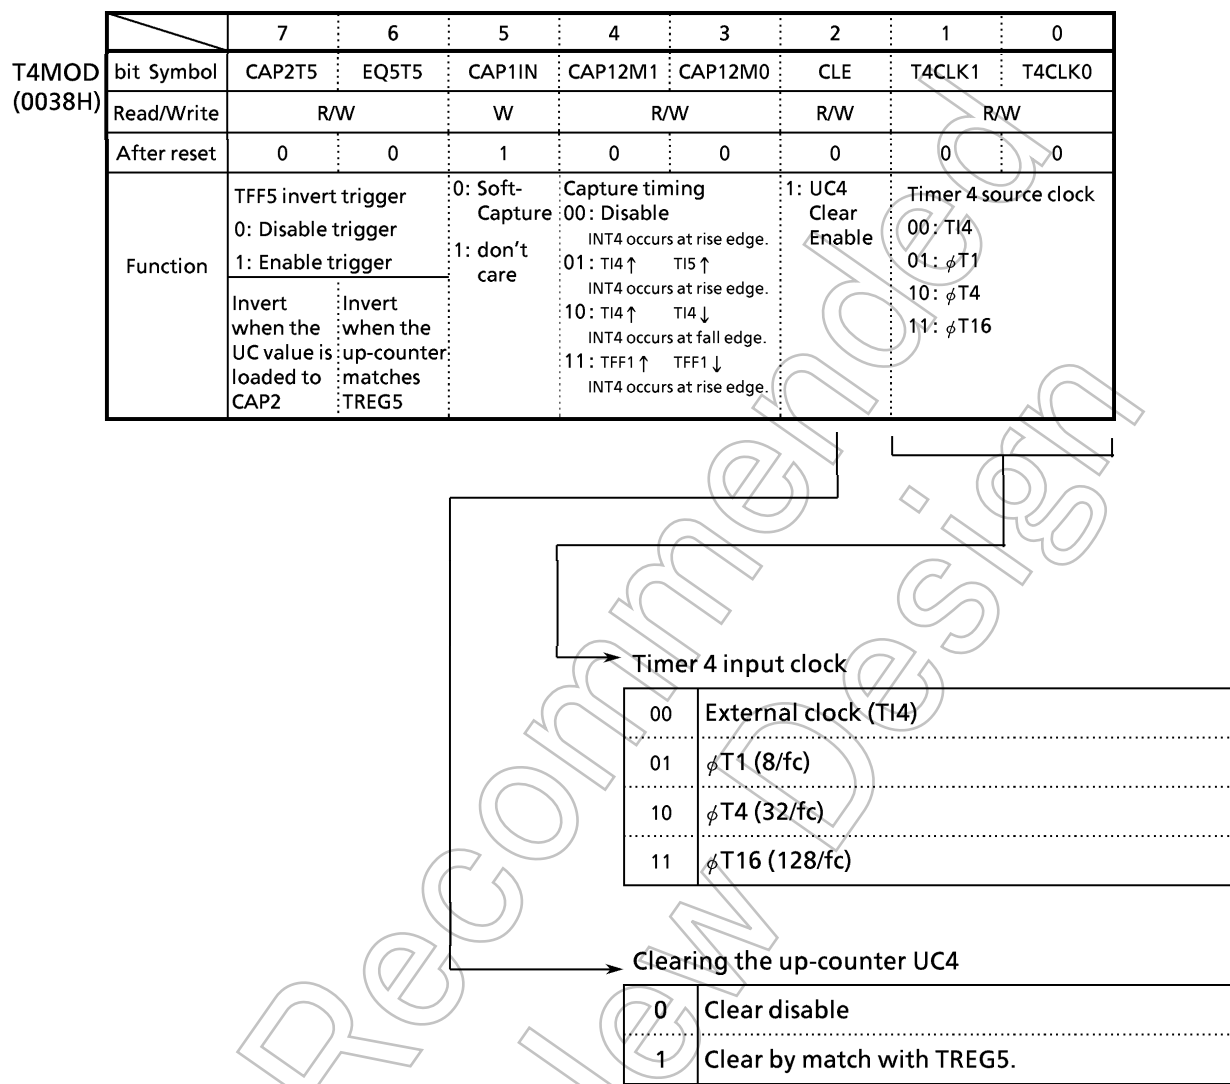 7 6 5 4 3 2 1 0
T4MOD
(0038H)
bit Symbol CAP2T5 EQ5T5 CAP1IN CAP12M1 CAP12M0 CLE T4CLK1 T4CLK0
Read/Write R/W W R/W R/W R/W
After reset 0 0 1 0 0 0 0 0
Function
TFF5 invert trigger
0: Disable trigger
1: Enable trigger
Invert
when the
UC value is
loaded to
CAP2
Invert
when the
up-counter
matches
TREG5
0: Soft-
Capture
1: don't
care
Capture timing
00: Disable
INT4 occurs at rise edge.
01: TI4↑ TI5↑
INT4 occurs at rise edge.
10: TI4↑ TI4↓
INT4 occurs at fall edge.
11: TFF1↑ TFF1↓
INT4 occurs at rise edge.
1: UC4
Clear
Enable
Timer 4 source clock
00: TI4
01: ϕT1
10: ϕT4
11: ϕT16
Timer 4 input clock
00 External clock (TI4)
01 ϕT1 (8/fc)
10 ϕT4 (32/fc)
11 ϕT16 (128/fc)
Clearing the up-counter UC4
0 Clear disable
1 Clear by match with TREG5.
Recommended
Design